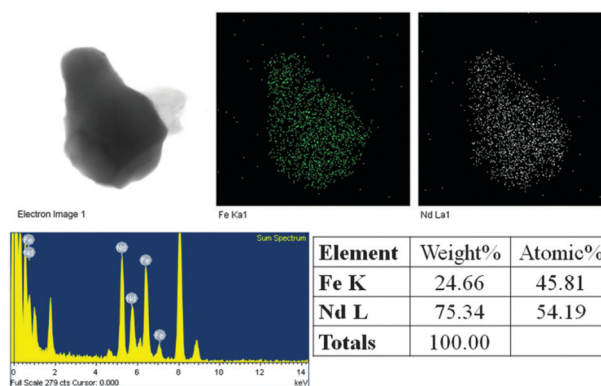 Electron Image 1
Fe Ka1
Nd La1
Sum Spectrum
Fe
Nd
Nd
Nd
Fe
Fe
0 2 4 6 8 10 12 14
Full Scale 279 cts Cursor: 0.000 keV
Element Weight% Atomic%
Fe K 24.66 45.81
Nd L 75.34 54.19
Totals 100.00